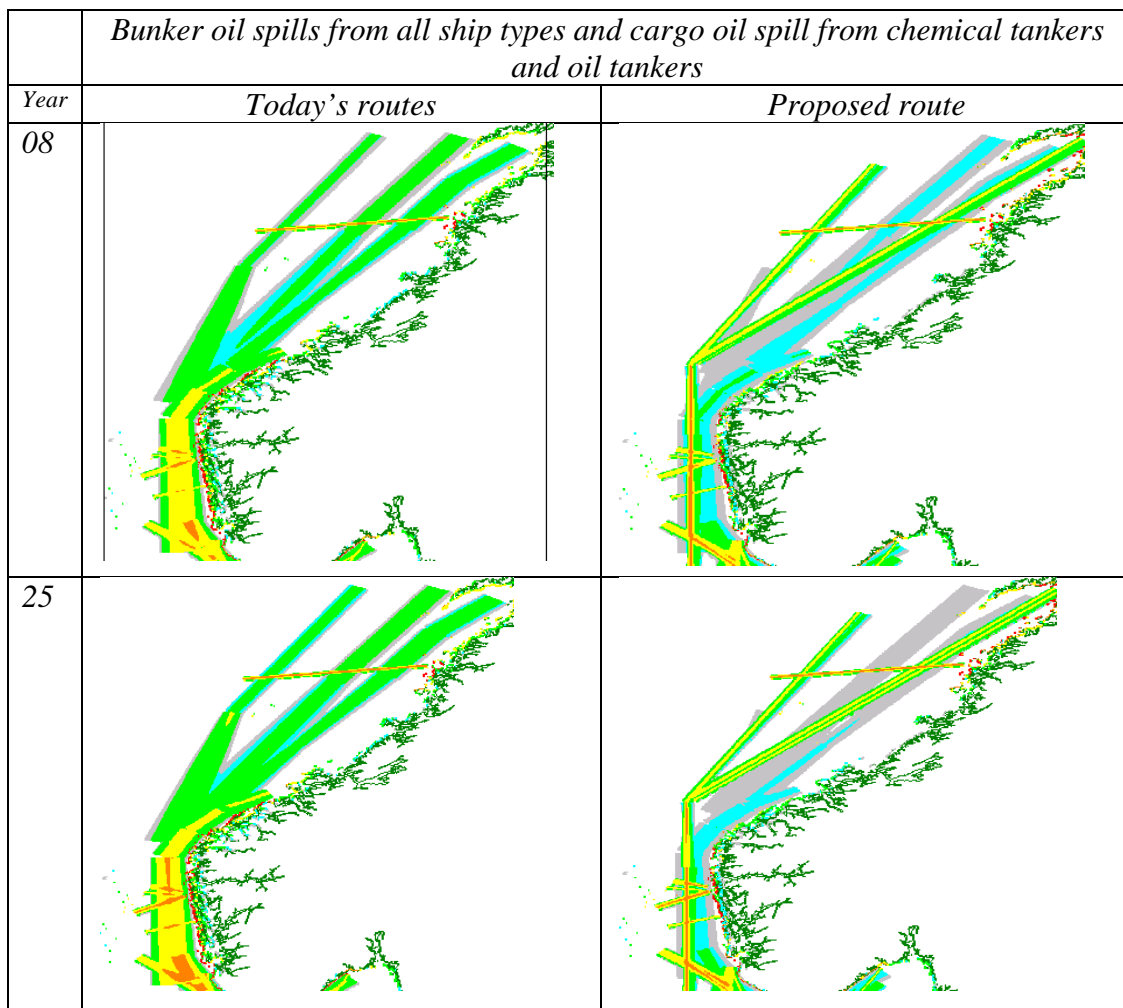 Bunker oil spills from all ship types and cargo oil spill from chemical tankers
and oil tankers
Year
Today's routes
Proposed route
08
25